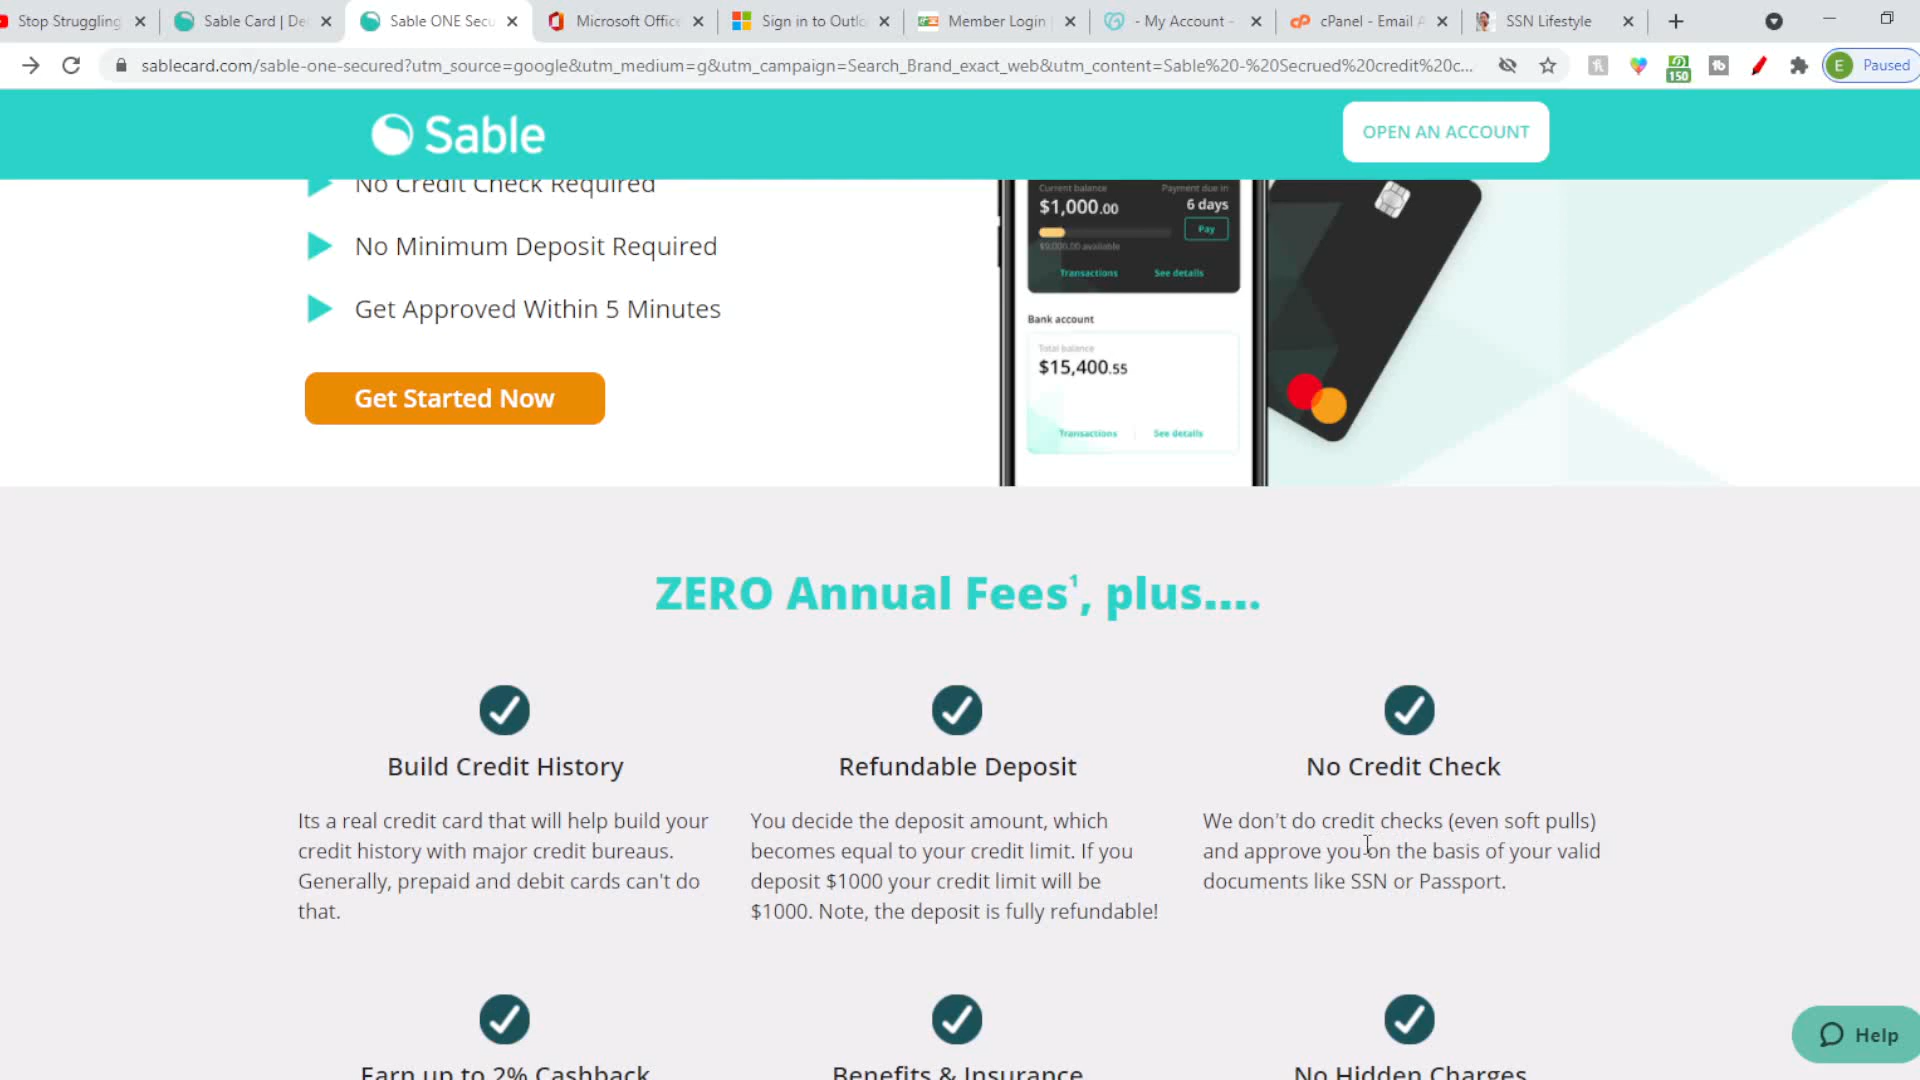 Stop Struggling
Sable Card | De
Sable ONE Secu
Microsoft Office
Sign in to Outlo
Member Login
- My Account -
cPanel - Email A
SSN Lifestyle
sablecard.com/sable-one-secured?utm_source=google&utm_medium=g&utm_campaign=Search_Brand_exact_web&utm_content=Sable%20-%20Secrued%20credit%20c...
150
E
Paused
Sable
OPEN AN ACCOUNT
No Credit Check Required
No Minimum Deposit Required
Get Approved Within 5 Minutes
Get Started Now
Current balance
Payment due in
$1,000.00
6 days
Pay
$9,000.00 available
Transactions
See details
Bank account
Total balance
$15,400.55
Transactions
See details
ZERO Annual Fees¹, plus....
Build Credit History
Its a real credit card that will help build your
credit history with major credit bureaus.
Generally, prepaid and debit cards can't do
that.
Refundable Deposit
You decide the deposit amount, which
becomes equal to your credit limit. If you
deposit $1000 your credit limit will be
$1000. Note, the deposit is fully refundable!
No Credit Check
We don't do credit checks (even soft pulls)
and approve you on the basis of your valid
documents like SSN or Passport.
Earn up to 2% Cashback
Benefits & Insurance
No Hidden Charges
Help